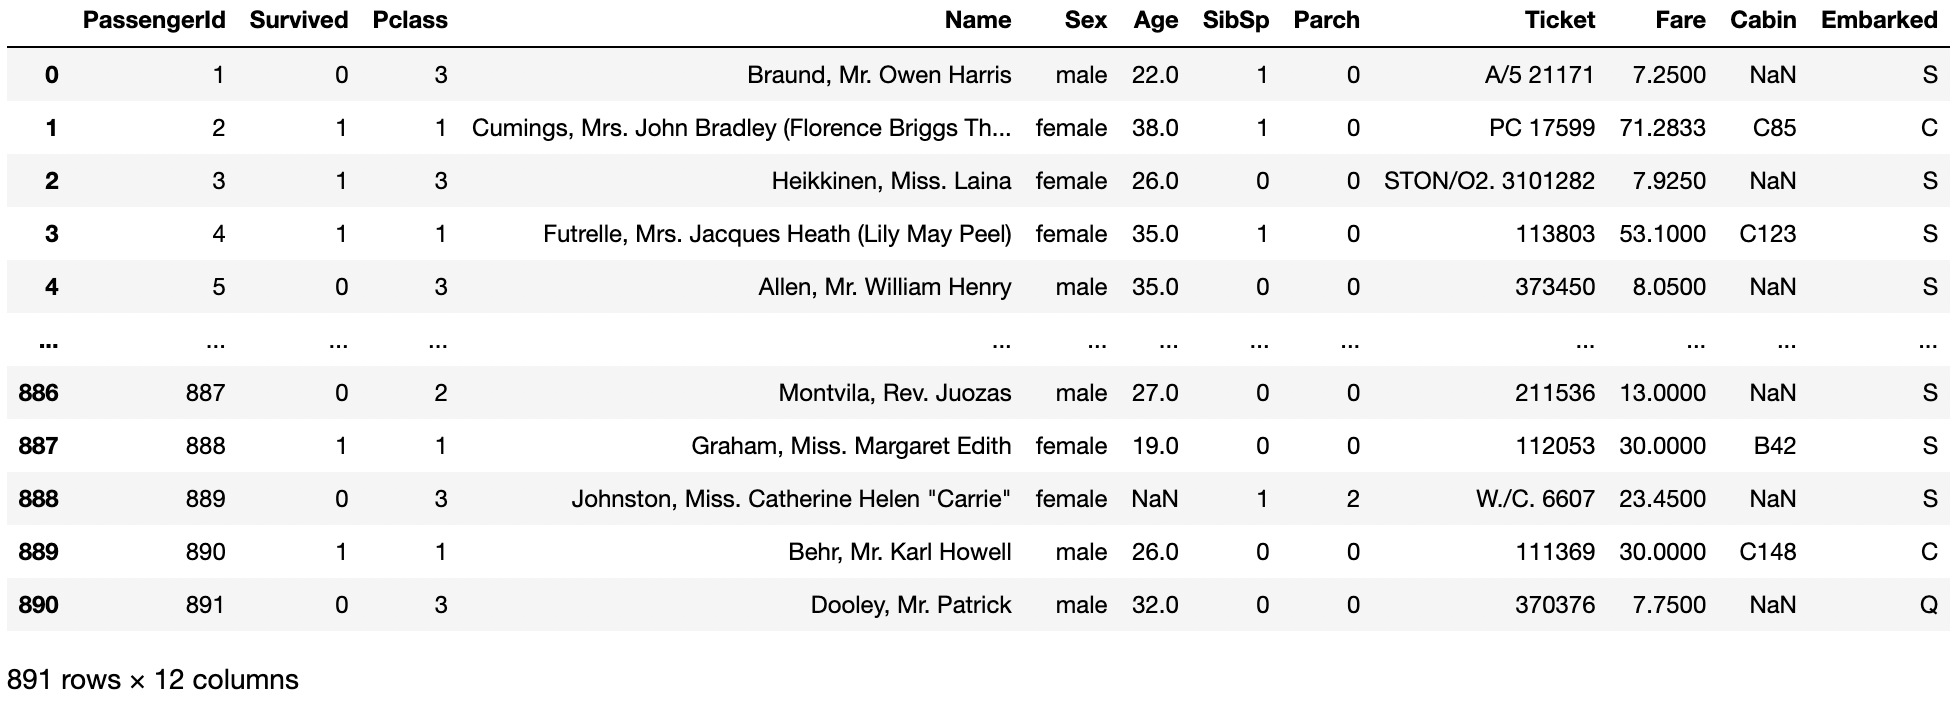 PassengerId Survived Pclass Name Sex Age SibSp Parch Ticket Fare Cabin Embarked
0 1 0 3 Braund, Mr. Owen Harris male 22.0 1 0 A/5 21171 7.2500 NaN S
1 2 1 1 Cumings, Mrs. John Bradley (Florence Briggs Th... female 38.0 1 0 PC 17599 71.2833 C85 C
2 3 1 3 Heikkinen, Miss. Laina female 26.0 0 0 STON/O2. 3101282 7.9250 NaN S
3 4 1 1 Futrelle, Mrs. Jacques Heath (Lily May Peel) female 35.0 1 0 113803 53.1000 C123 S
4 5 0 3 Allen, Mr. William Henry male 35.0 0 0 373450 8.0500 NaN S
... ... ... ... ... ... ... ... ... ... ... ... ...
886 887 0 2 Montvila, Rev. Juozas male 27.0 0 0 211536 13.0000 NaN S
887 888 1 1 Graham, Miss. Margaret Edith female 19.0 0 0 112053 30.0000 B42 S
888 889 0 3 Johnston, Miss. Catherine Helen "Carrie" female NaN 1 2 W./C. 6607 23.4500 NaN S
889 890 1 1 Behr, Mr. Karl Howell male 26.0 0 0 111369 30.0000 C148 C
890 891 0 3 Dooley, Mr. Patrick male 32.0 0 0 370376 7.7500 NaN Q
891 rows × 12 columns